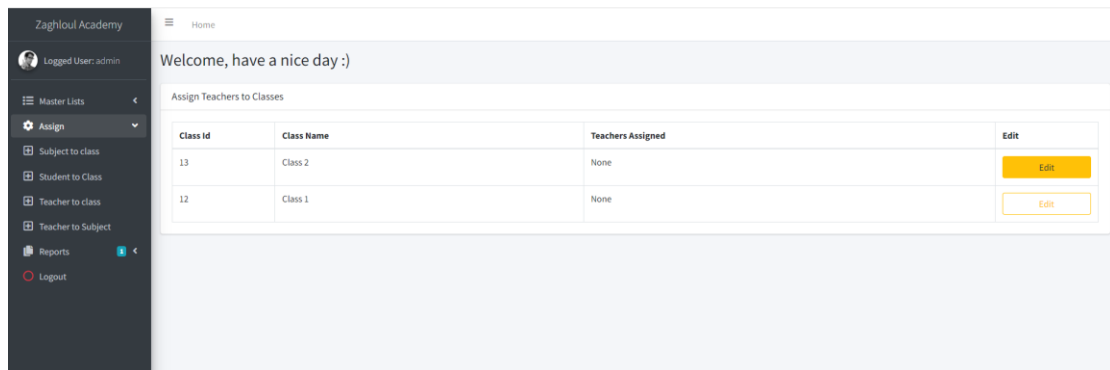 Zaghloul Academy
Home
Logged User: admin
Master Lists
Assign
Subject to class
Student to Class
Teacher to class
Teacher to Subject
Reports 1
Logout
Welcome, have a nice day :)
Assign Teachers to Classes
Class Id Class Name Teachers Assigned Edit
13 Class 2 None Edit
12 Class 1 None Edit